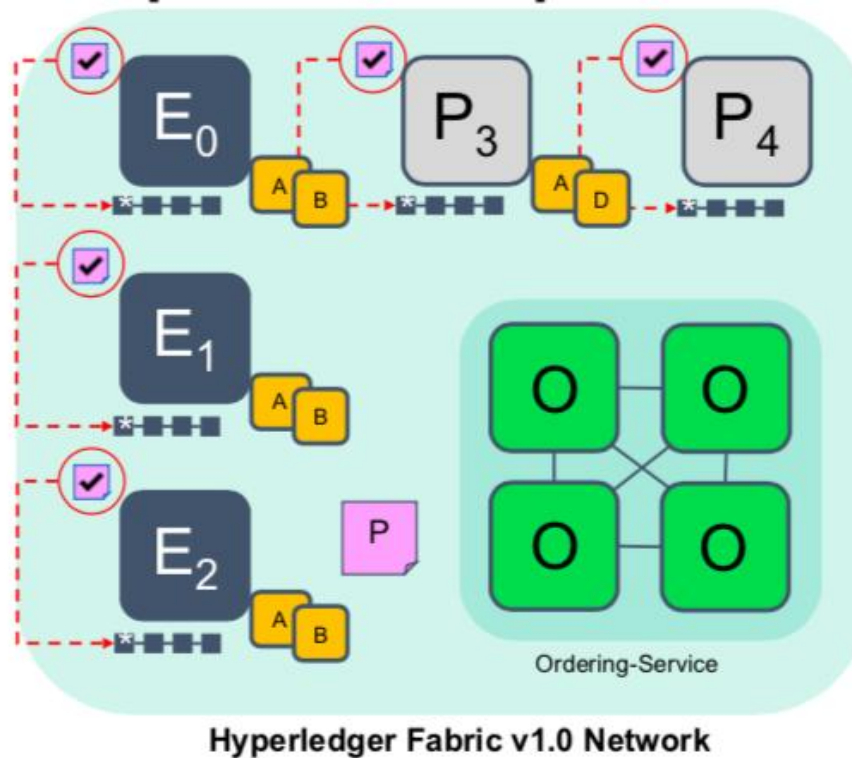 E0 P3 P4
A B A D
* * *
E1
A B
*
O O
E2
P
O O
A B
*
Ordering-Service
Hyperledger Fabric v1.0 Network